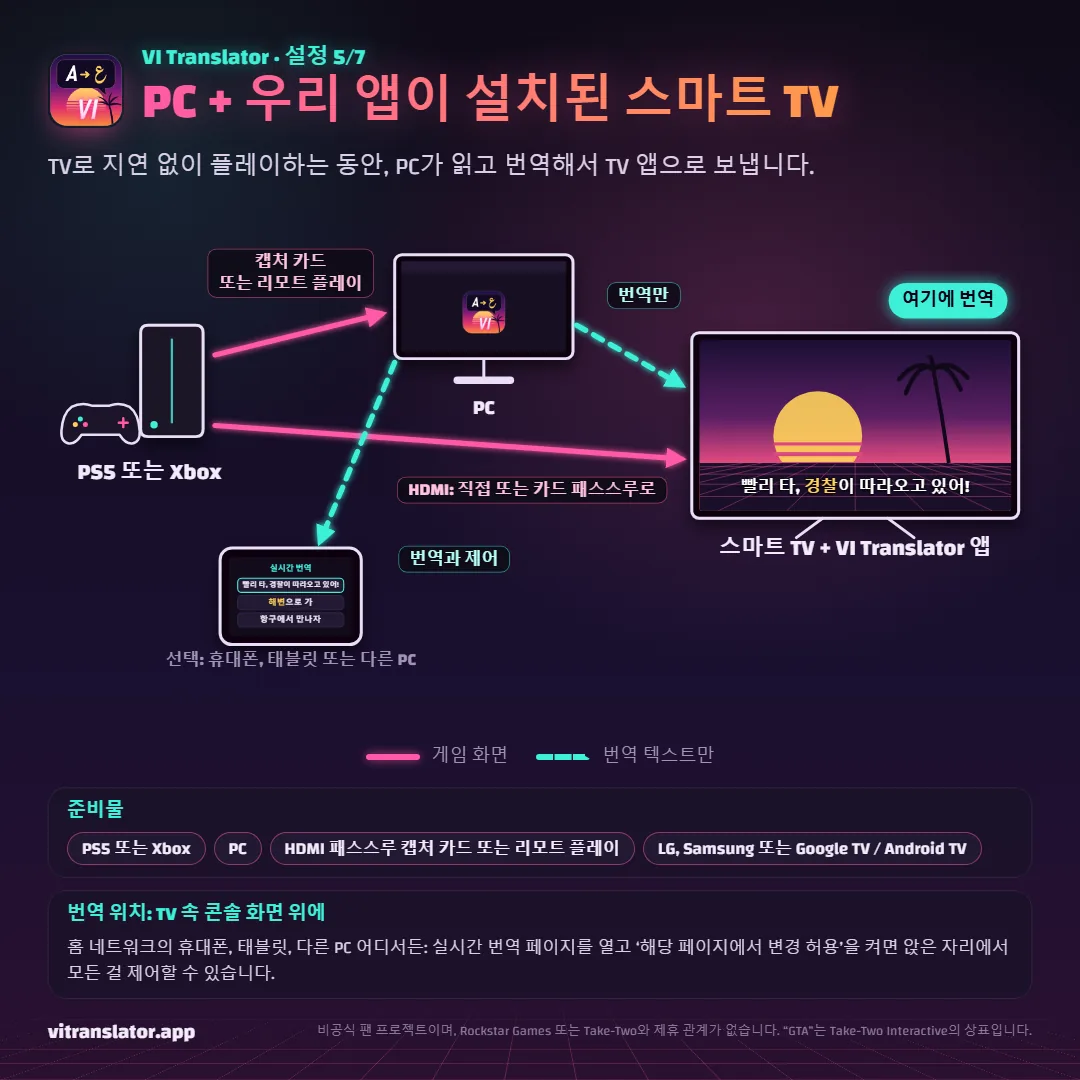 A→ع
VI
VI Translator · 설정 5/7
PC + 우리 앱이 설치된 스마트 TV
TV로 지연 없이 플레이하는 동안, PC가 읽고 번역해서 TV 앱으로 보냅니다.
캡처 카드
또는 리모트 플레이
A→ع
VI
번역만
여기에 번역
PC
PS5 또는 Xbox
HDMI: 직접 또는 카드 패스스루로
빨리 타, 경찰이 따라오고 있어!
스마트 TV + VI Translator 앱
번역과 제어
실시간 번역
빨리 타, 경찰이 따라오고 있어!
해변으로 가
항구에서 만나자
선택: 휴대폰, 태블릿 또는 다른 PC
게임 화면
번역 텍스트만
준비물
PS5 또는 Xbox
PC
HDMI 패스스루 캡처 카드 또는 리모트 플레이
LG, Samsung 또는 Google TV / Android TV
번역 위치: TV 속 콘솔 화면 위에
홈 네트워크의 휴대폰, 태블릿, 다른 PC 어디서든: 실시간 번역 페이지를 열고 ‘해당 페이지에서 변경 허용’을 켜면 앉은 자리에서
모든 걸 제어할 수 있습니다.
vitranslator.app
비공식 팬 프로젝트이며, Rockstar Games 또는 Take-Two와 제휴 관계가 없습니다. “GTA”는 Take-Two Interactive의 상표입니다.